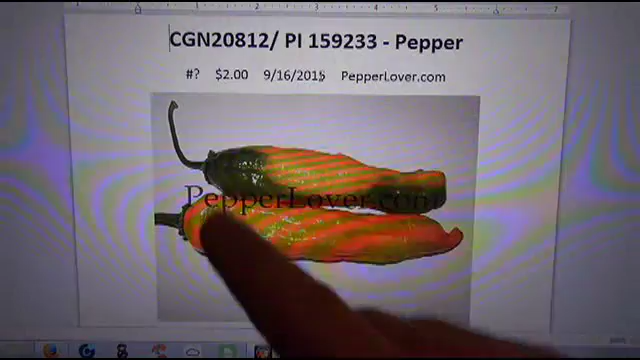 CGN20812/ PI 159233 - Pepper
#? $2.00 9/16/2015 PepperLover.com
PepperLover.com